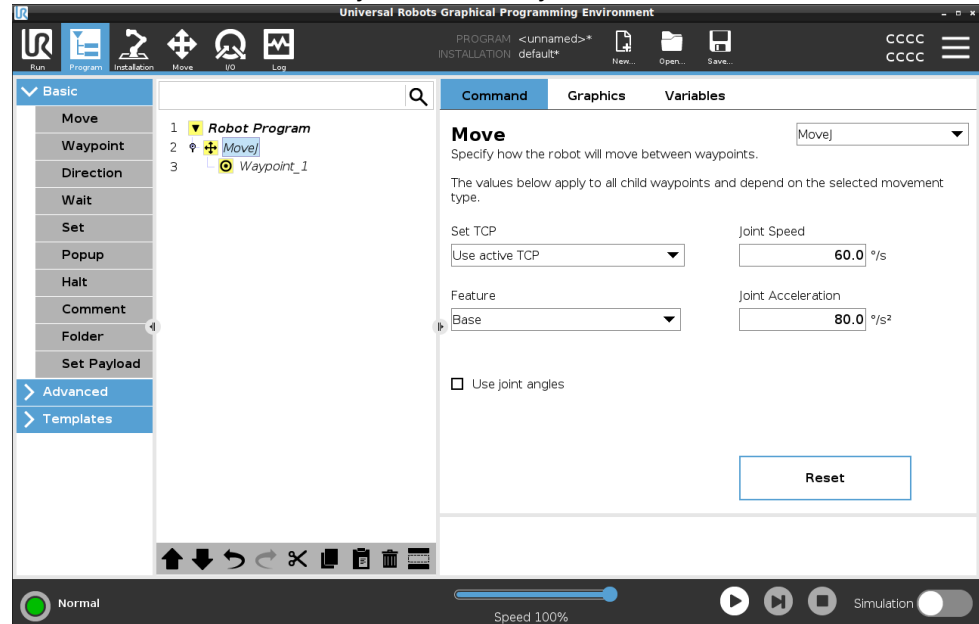 Universal Robots Graphical Programming Environment
UR
Run
Program
Installation
Move
I/O
Log
PROGRAM <unnamed>*
INSTALLATION default*
New...
Open...
Save...
CCCC
CCCC
Basic
Move
Waypoint
Direction
Wait
Set
Popup
Halt
Comment
Folder
Set Payload
Advanced
Templates
1 Robot Program
2 MoveJ
3 Waypoint_1
Command Graphics Variables
Move
MoveJ
Specify how the robot will move between waypoints.
The values below apply to all child waypoints and depend on the selected movement
type.
Set TCP
Use active TCP
Joint Speed
60.0 °/s
Feature
Base
Joint Acceleration
80.0 °/s²
Use joint angles
Reset
Normal
Speed 100%
Simulation